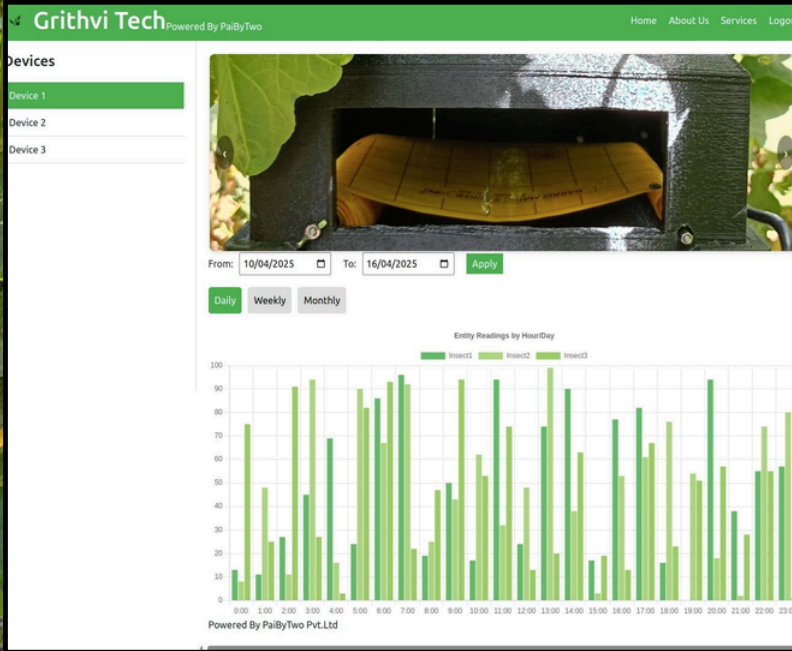 Grithvi Tech Powered By PaiByTwo
Home About Us Services
Devices
Device 1
Device 2
Device 3
From: 10/04/2025 To: 16/04/2025 Apply
Daily Weekly Monthly
Entity Readings by Hour/Day
Insect1 Insect2 Insect3
100
90
80
70
60
50
40
30
20
10
0
0:00 1:00 2:00 3:00 4:00 5:00 6:00 7:00 8:00 9:00 10:00 11:00 12:00 13:00 14:00 15:00 16:00 17:00 18:00 19:00 20:00 21:00 22:00
Powered By PaiByTwo Pvt.Ltd